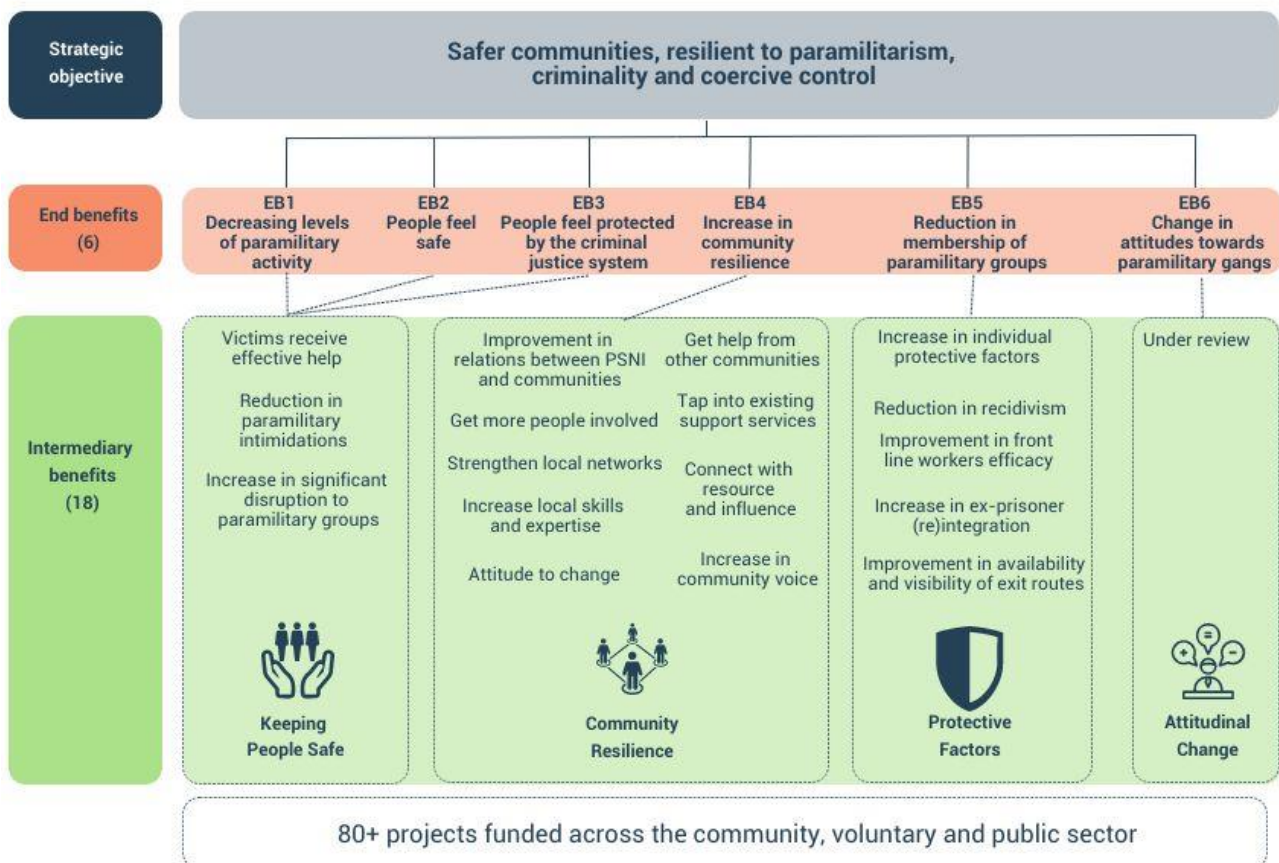 Strategic
objective
Safer communities, resilient to paramilitarism,
criminality and coercive control
End benefits
(6)
EB1
Decreasing levels
of paramilitary
activity
EB2
People feel
safe
EB3
People feel protected
by the criminal
justice system
EB4
Increase in
community
resilience
EB5
Reduction in
membership of
paramilitary groups
EB6
Change in
attitudes towards
paramilitary gangs
Intermediary
benefits
(18)
Victims receive
effective help
Reduction in
paramilitary
intimidations
Increase in significant
disruption to
paramilitary groups
Keeping
People Safe
Improvement in
relations between PSNI
and communities
Get more people involved
Strengthen local networks
Increase local skills
and expertise
Attitude to change
Get help from
other communities
Tap into existing
support services
Connect with
resource
and influence
Increase in
community voice
Community
Resilience
Increase in individual
protective factors
Reduction in recidivism
Improvement in front
line workers efficacy
Increase in ex-prisoner
(re)integration
Improvement in availability
and visibility of exit routes
Protective
Factors
Under review
Attitudinal
Change
80+ projects funded across the community, voluntary and public sector